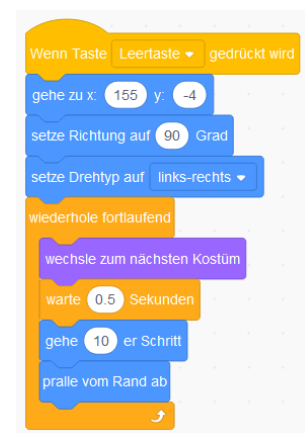 Wenn Taste Leertaste gedrückt wird
gehe zu x: 155 y: -4
setze Richtung auf 90 Grad
setze Drehtyp auf links-rechts
wiederhole fortlaufend
wechsle zum nächsten Kostüm
warte 0.5 Sekunden
gehe 10 er Schritt
pralle vom Rand ab